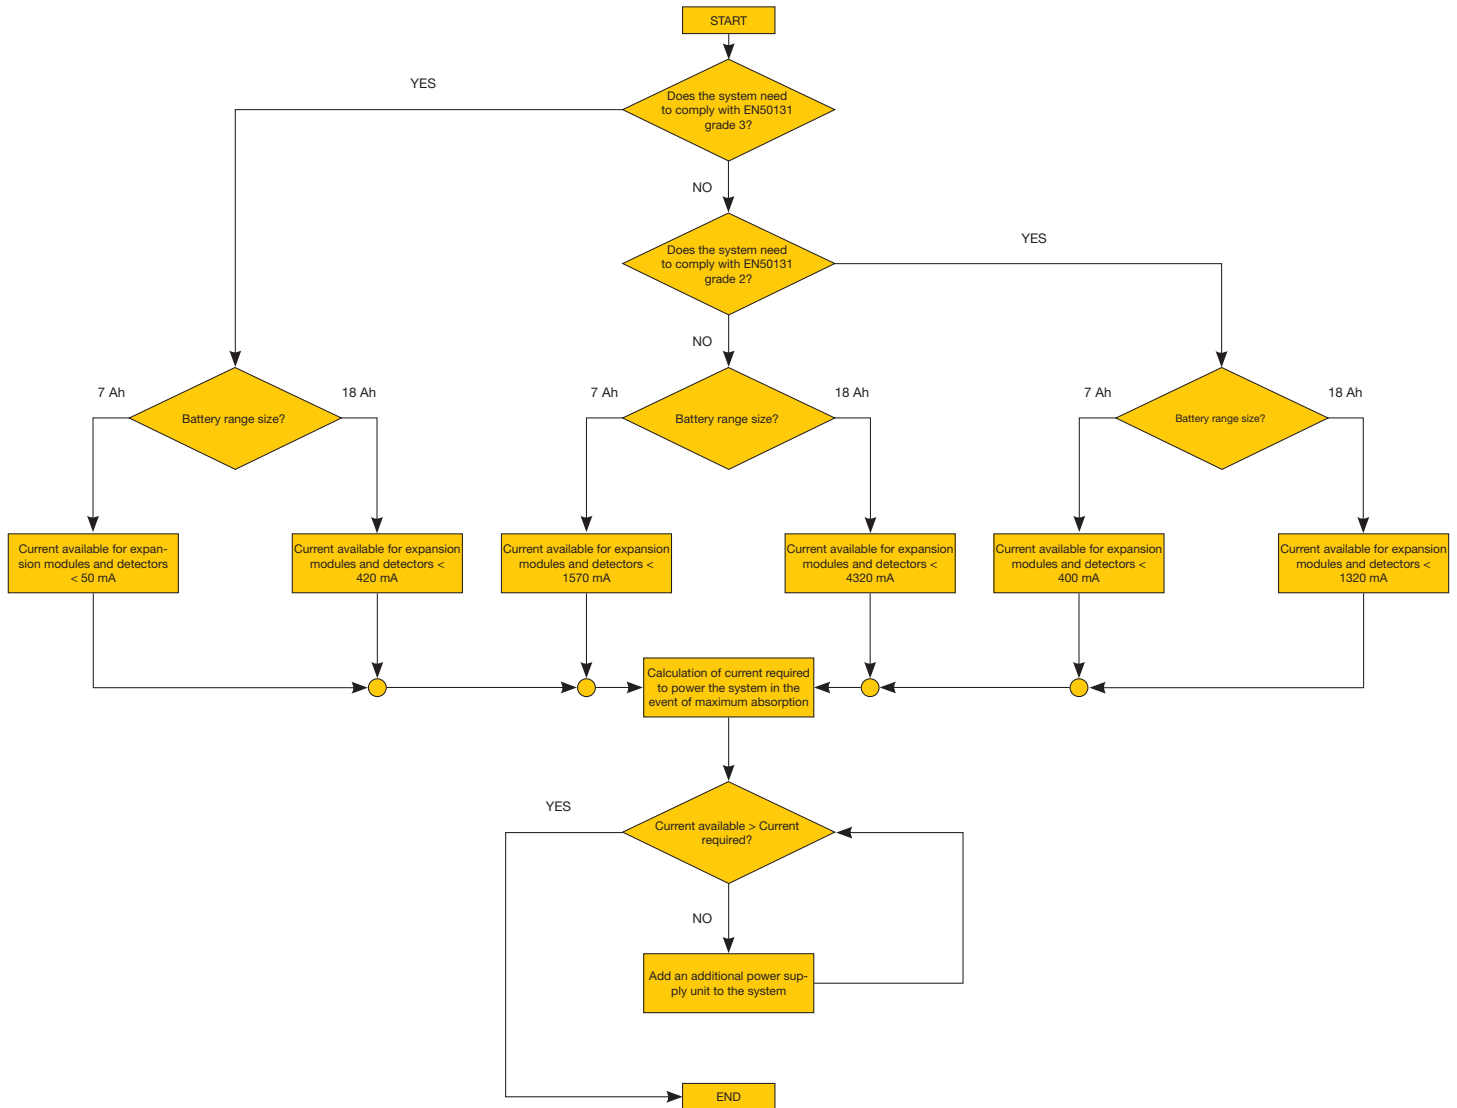 START
YES
Does the system need
to comply with EN50131
grade 3?
NO
Does the system need
to comply with EN50131
grade 2?
YES
NO
7 Ah
Battery range size?
18 Ah
7 Ah
Battery range size?
18 Ah
7 Ah
Battery range size?
18 Ah
Current available for expan-
sion modules and detectors
< 50 mA
Current available for expansion
modules and detectors <
420 mA
Current available for expansion
modules and detectors <
1570 mA
Current available for expansion
modules and detectors <
4320 mA
Current available for expansion
modules and detectors <
400 mA
Current available for expansion
modules and detectors <
1320 mA
Calculation of current required
to power the system in the
event of maximum absorption
YES
Current available > Current
required?
NO
Add an additional power sup-
ply unit to the system
END